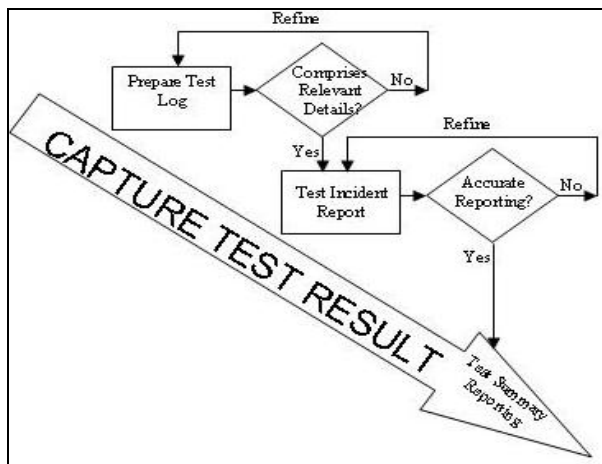 Refine
Prepare Test
Log
Comprises
Relevant
Details?
No
Refine
Yes
Test Incident
Report
Accurate
Reporting?
No
Yes
CAPTURE TEST RESULT
Test Summary
Reporting